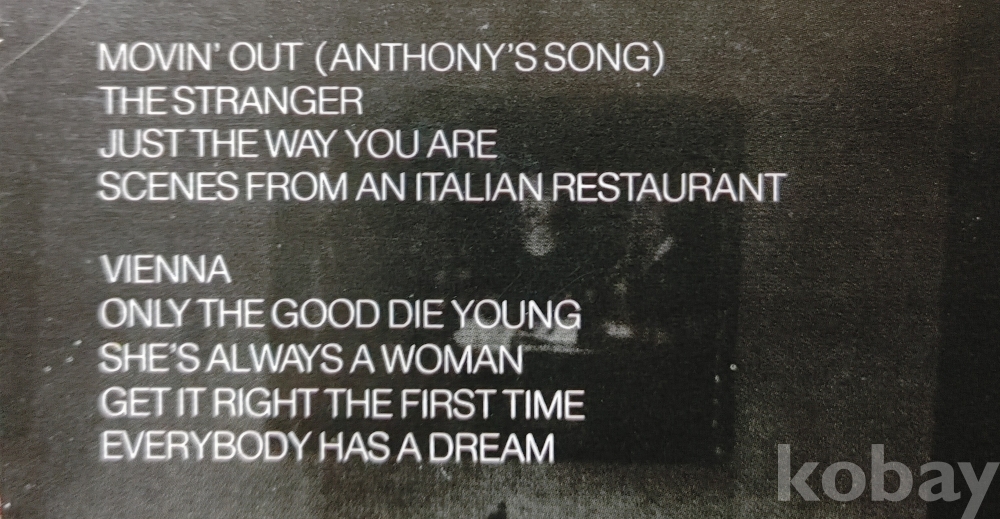 MOVIN' OUT (ANTHONY'S SONG)
THE STRANGER
JUST THE WAY YOU ARE
SCENES FROM AN ITALIAN RESTAURANT
VIENNA
ONLY THE GOOD DIE YOUNG
SHE'S ALWAYS A WOMAN
GET IT RIGHT THE FIRST TIME
EVERYBODY HAS A DREAM
kobay